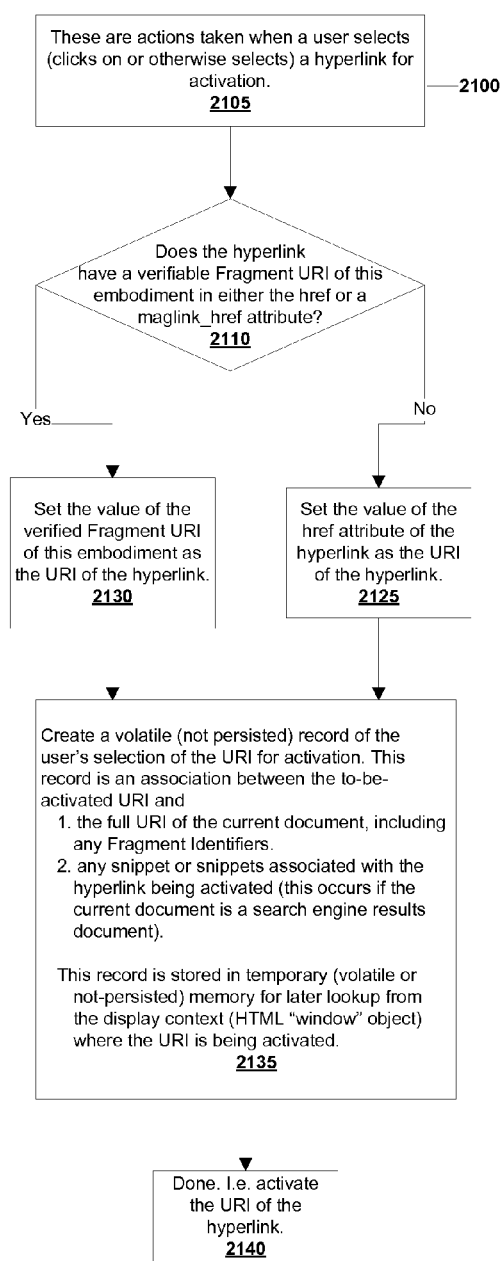 These are actions taken when a user selects
(clicks on or otherwise selects) a hyperlink for
activation.
2105
2100
Does the hyperlink
have a verifiable Fragment URI of this
embodiment in either the href or a
maglink_href attribute?
2110
Yes
No
Set the value of the
verified Fragment URI
of this embodiment as
the URI of the hyperlink.
2130
Set the value of the
href attribute of the
hyperlink as the URI
of the hyperlink.
2125
Create a volatile (not persisted) record of the
user's selection of the URI for activation. This
record is an association between the to-be-
activated URI and
1. the full URI of the current document, including
any Fragment Identifiers.
2. any snippet or snippets associated with the
hyperlink being activated (this occurs if the
current document is a search engine results
document).
This record is stored in temporary (volatile or
not-persisted) memory for later lookup from
the display context (HTML "window" object)
where the URI is being activated.
2135
Done. I.e. activate
the URI of the
hyperlink.
2140